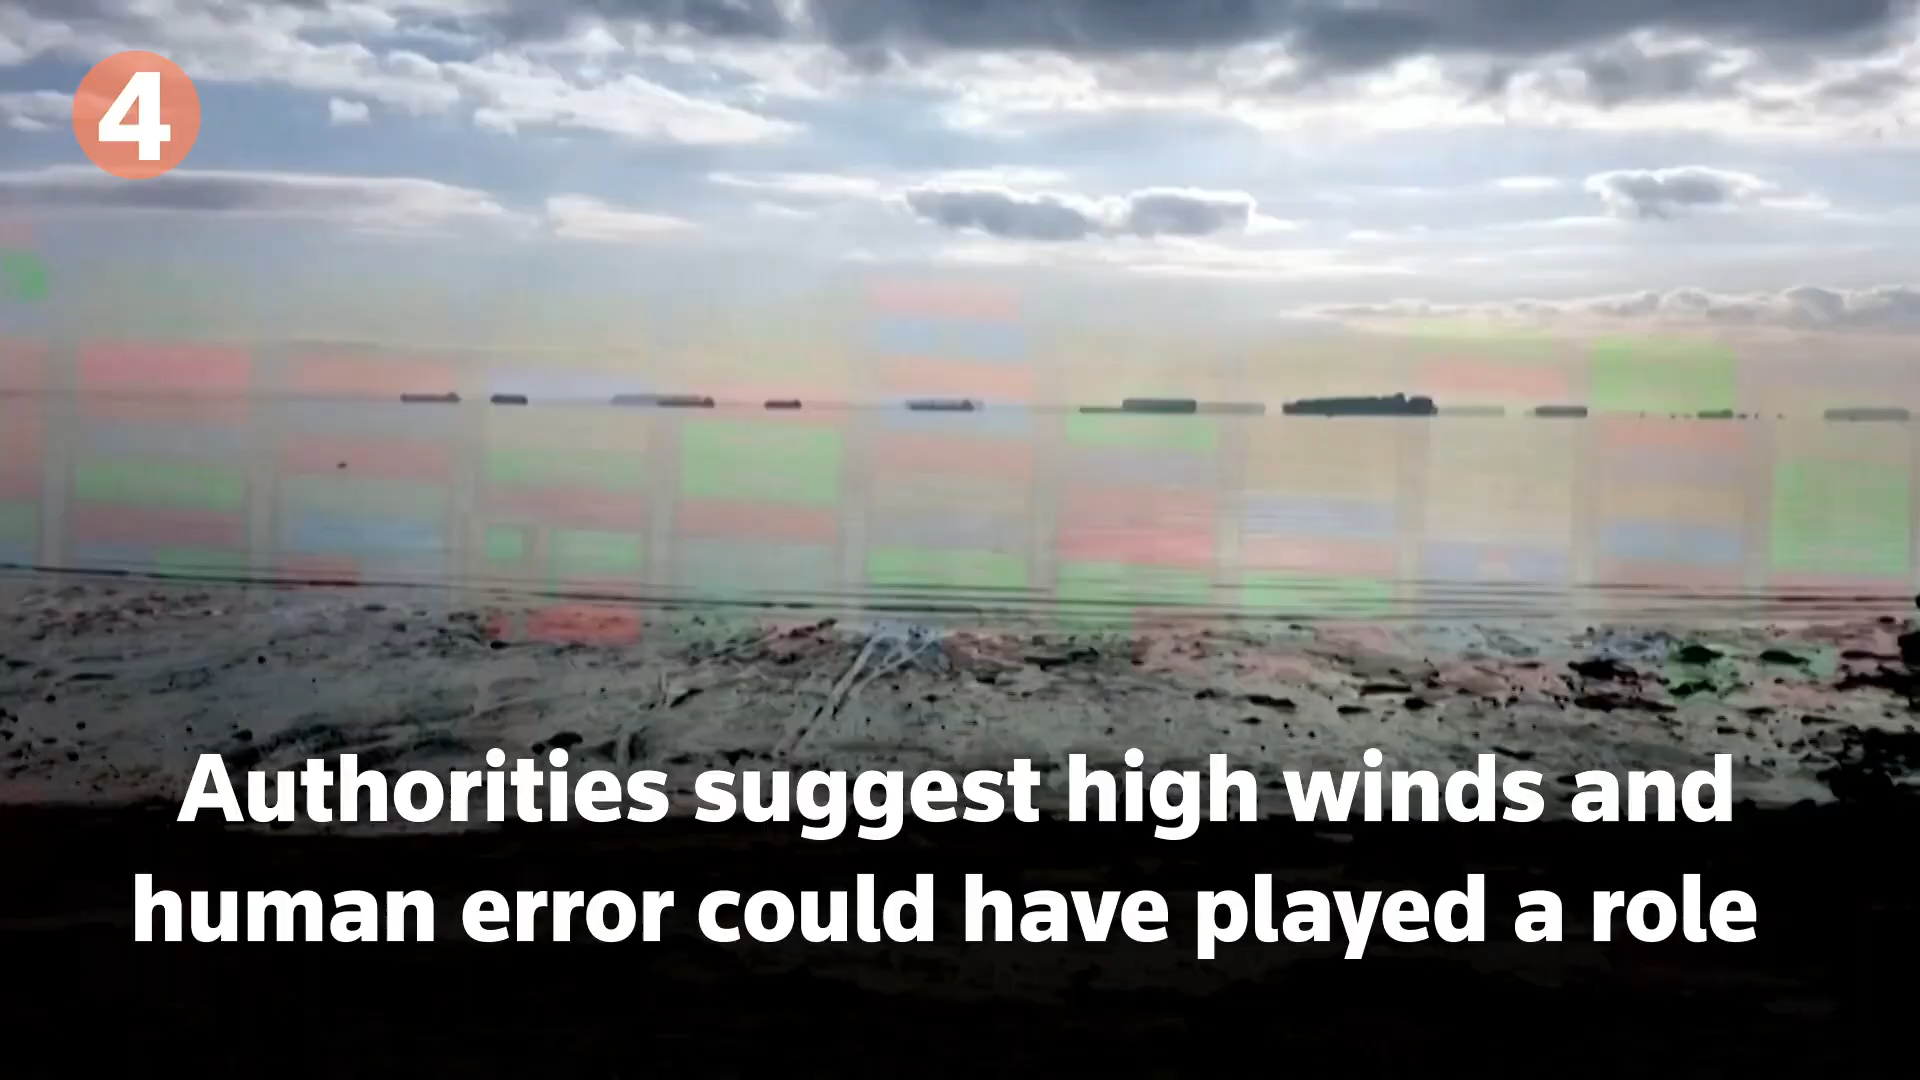 4
Authorities suggest high winds and
human error could have played a role